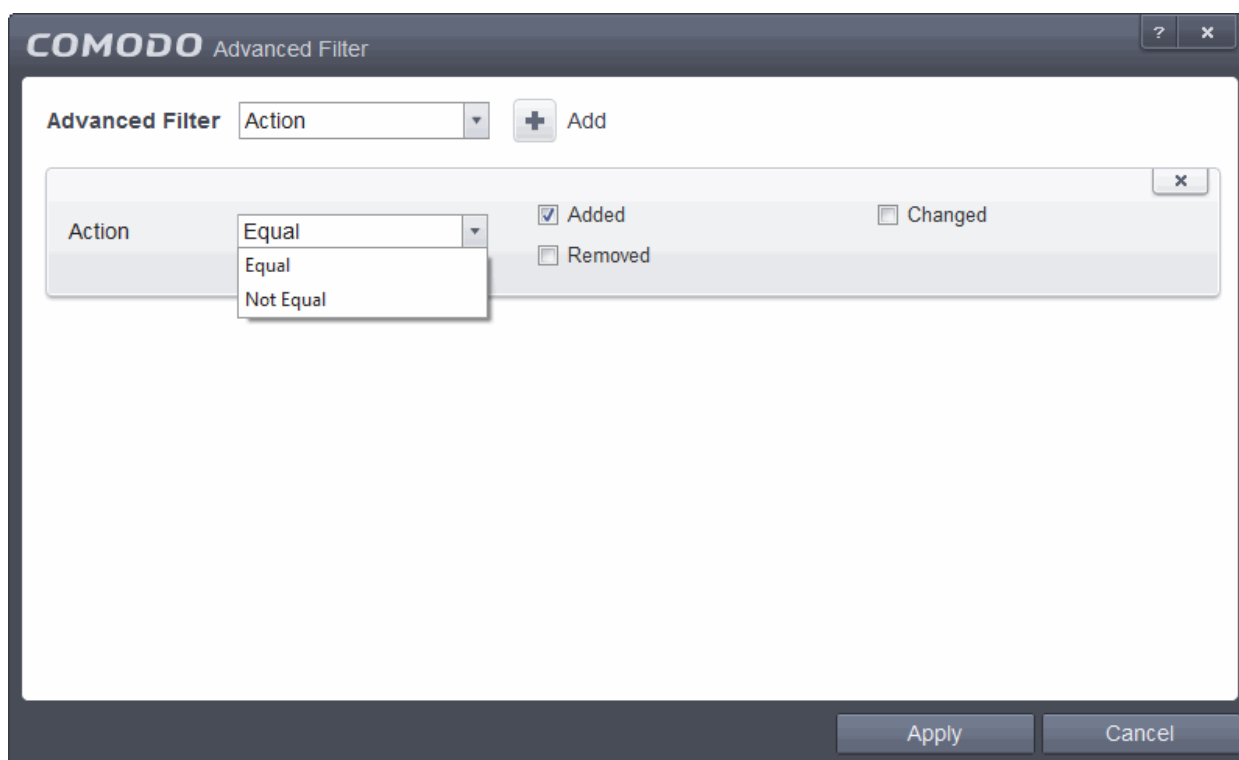 COMODO Advanced Filter ? x
Advanced Filter Action + Add
x
Action Equal Added Changed
Equal Removed
Not Equal
Apply Cancel